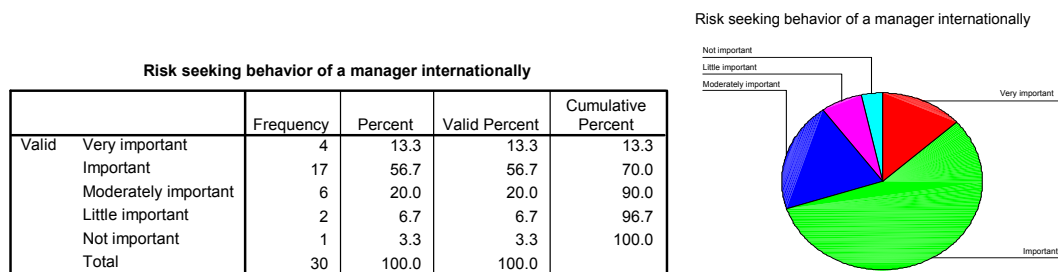 Risk seeking behavior of a manager internationally
Frequency Percent Valid Percent Cumulative Percent
Valid Very important 4 13.3 13.3 13.3
Important 17 56.7 56.7 70.0
Moderately important 6 20.0 20.0 90.0
Little important 2 6.7 6.7 96.7
Not important 1 3.3 3.3 100.0
Total 30 100.0 100.0
Risk seeking behavior of a manager internationally
Not important
Little important
Moderately important
Very important
Important